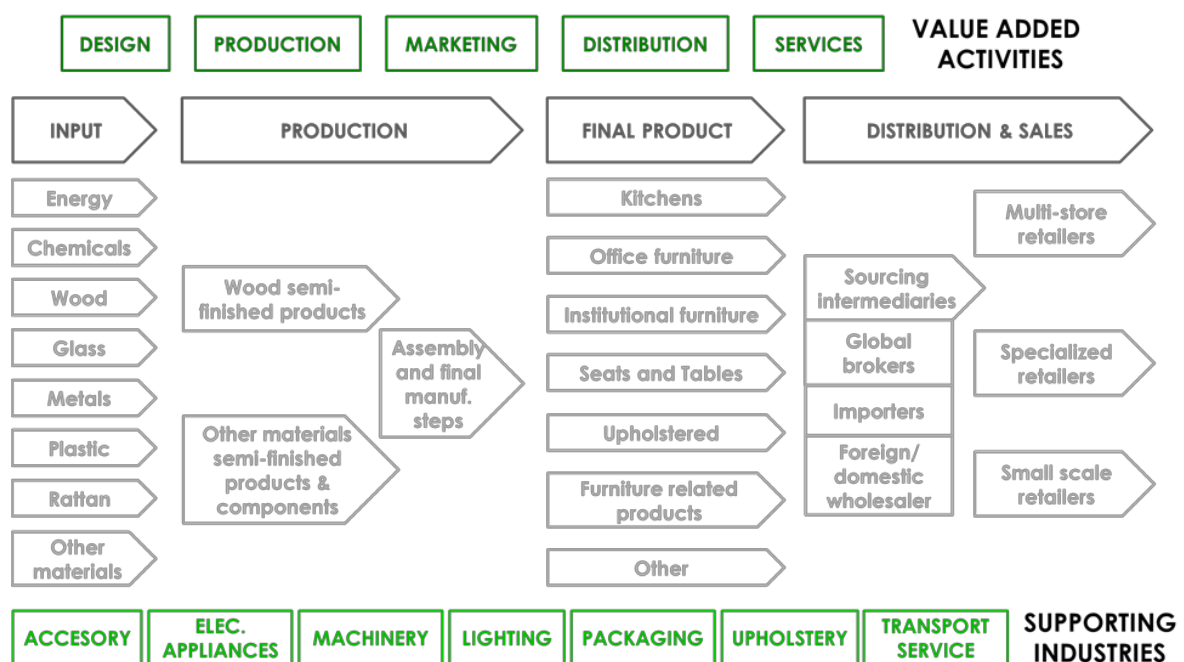 DESIGN
PRODUCTION
MARKETING
DISTRIBUTION
SERVICES
VALUE ADDED
ACTIVITIES
INPUT
PRODUCTION
FINAL PRODUCT
DISTRIBUTION & SALES
Energy
Chemicals
Wood
Glass
Metals
Plastic
Rattan
Other
materials
Wood semi-
finished products
Other materials
semi-finished
products &
components
Assembly
and final
manuf.
steps
Kitchens
Office furniture
Institutional furniture
Seats and Tables
Upholstered
Furniture related
products
Other
Sourcing
intermediaries
Global
brokers
Importers
Foreign/
domestic
wholesaler
Multi-store
retailers
Specialized
retailers
Small scale
retailers
ACCESORY
ELEC.
APPLIANCES
MACHINERY
LIGHTING
PACKAGING
UPHOLSTERY
TRANSPORT
SERVICE
SUPPORTING
INDUSTRIES